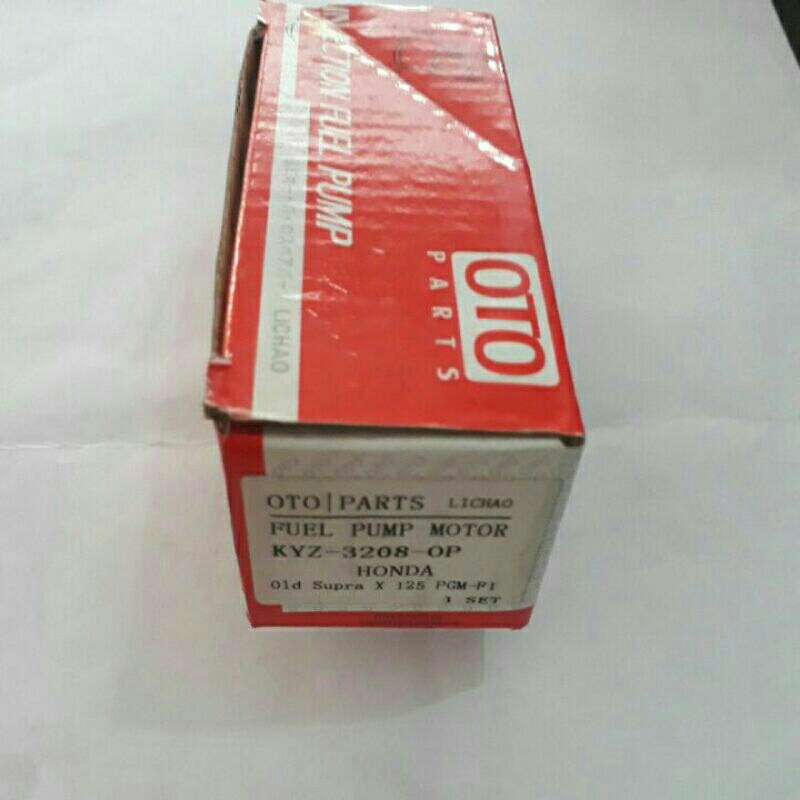 INJECTION FUEL PUMP
LICHAO
OTO
PARTS
OTO|PARTS LICHAO
FUEL PUMP MOTOR
KYZ-3208-OP
HONDA
Old Supra X 125 PGM-FI
1 SET